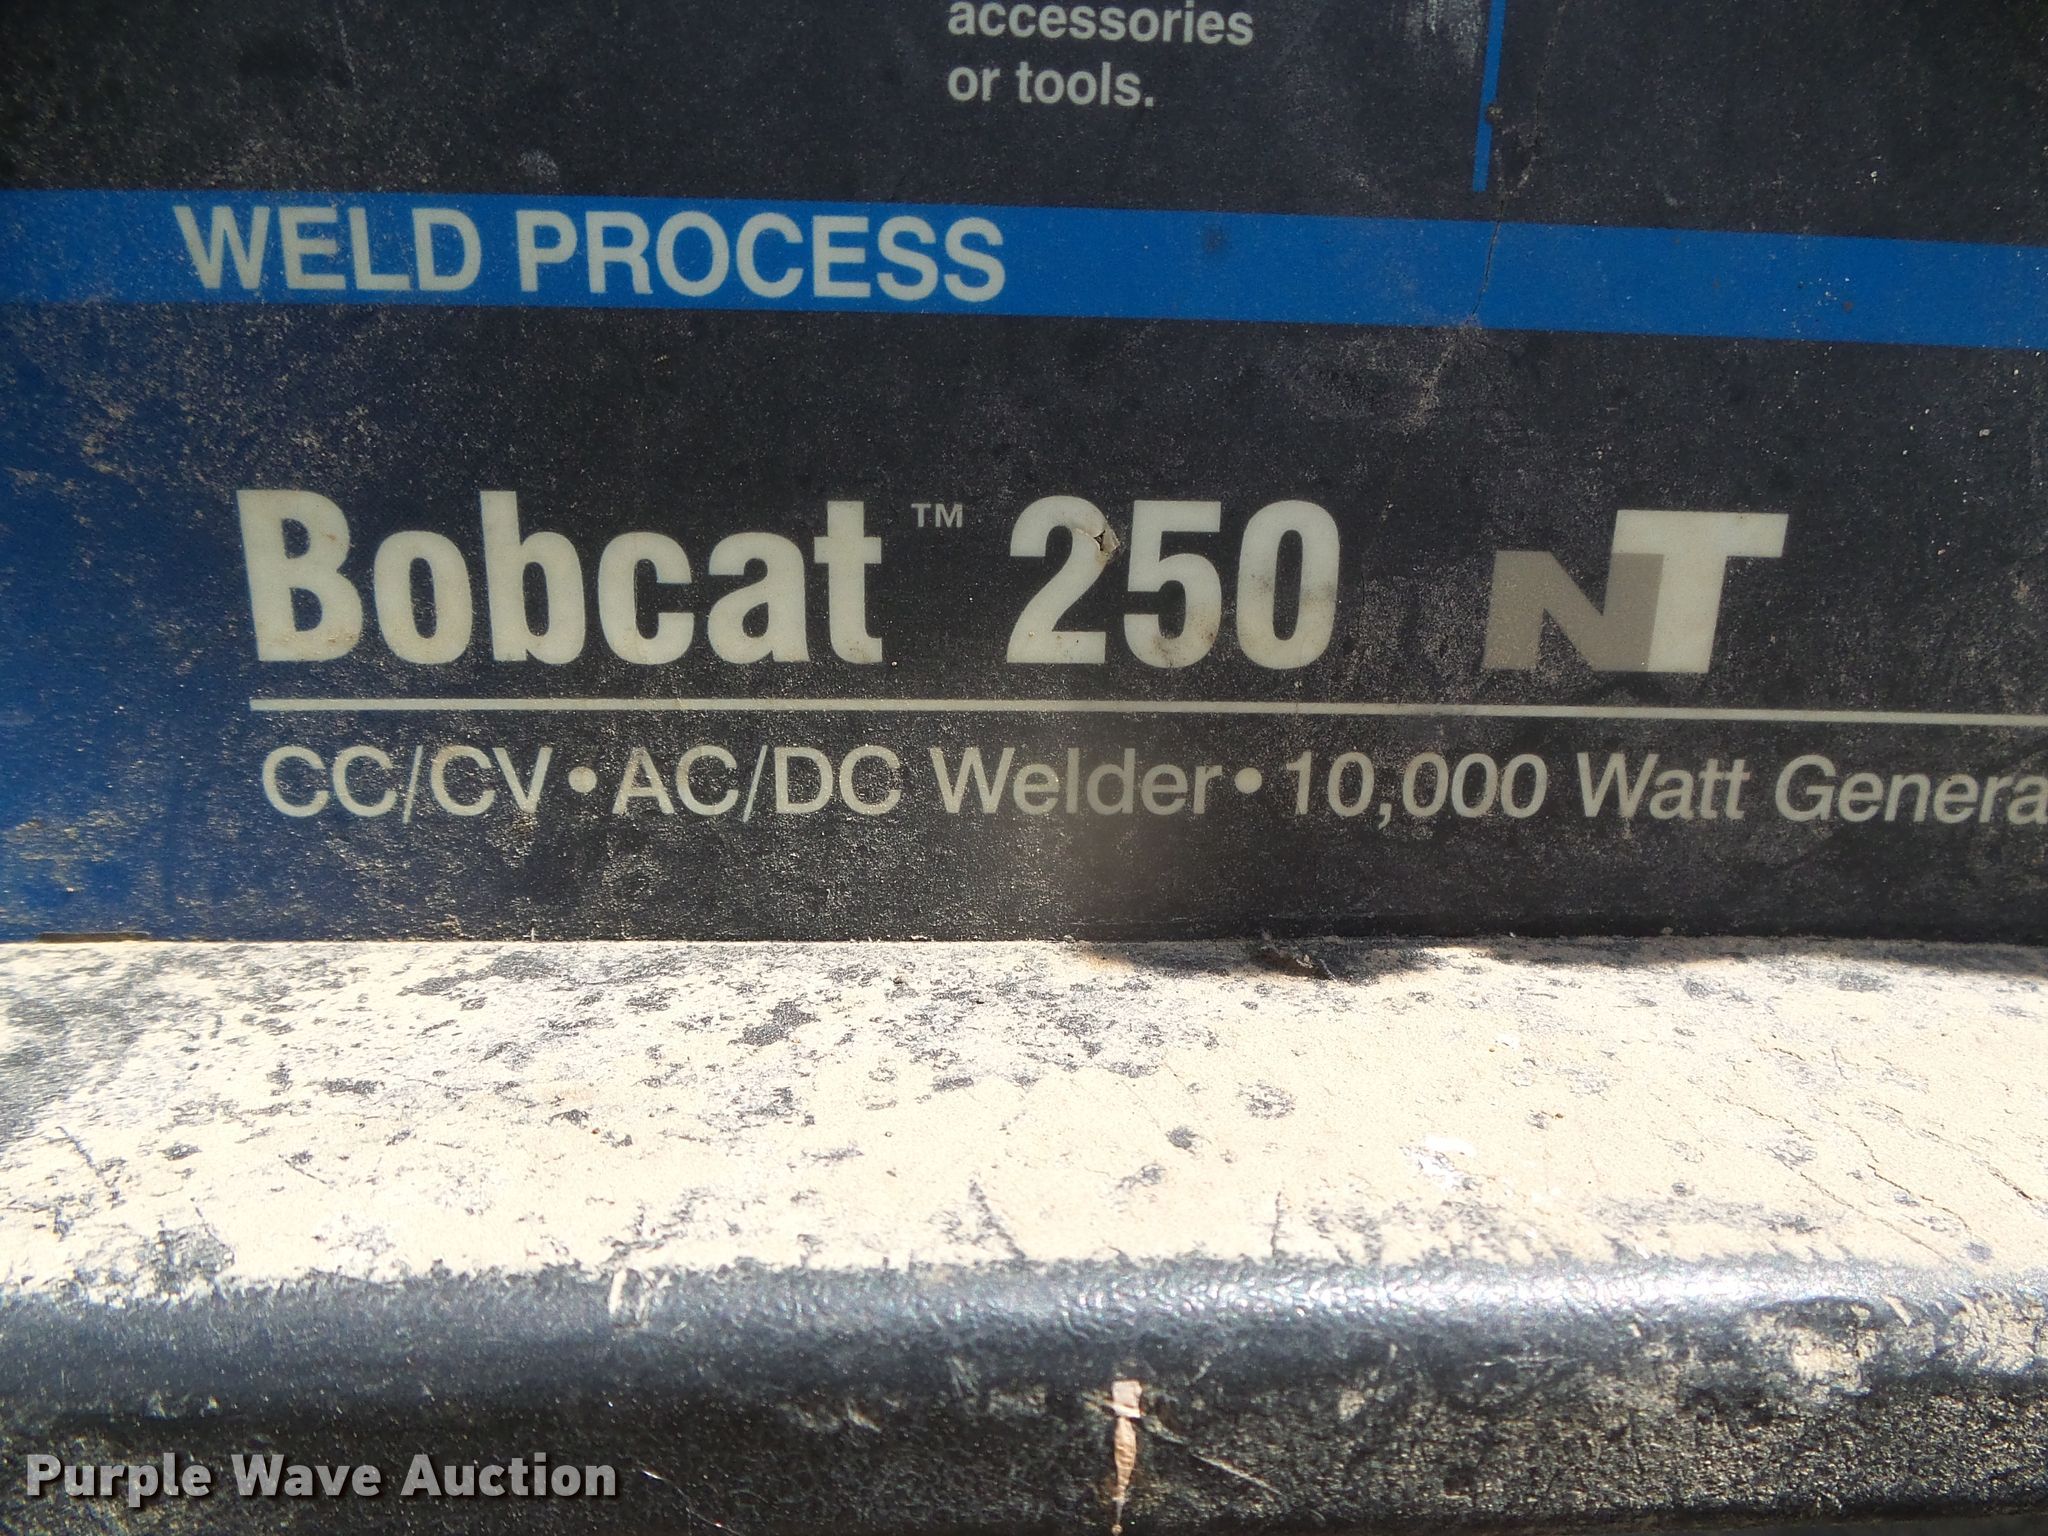 accessories
or tools.
WELD PROCESS
Bobcat™ 250 NT
CC/CV • AC/DC Welder • 10,000 Watt Genera
Purple Wave Auction